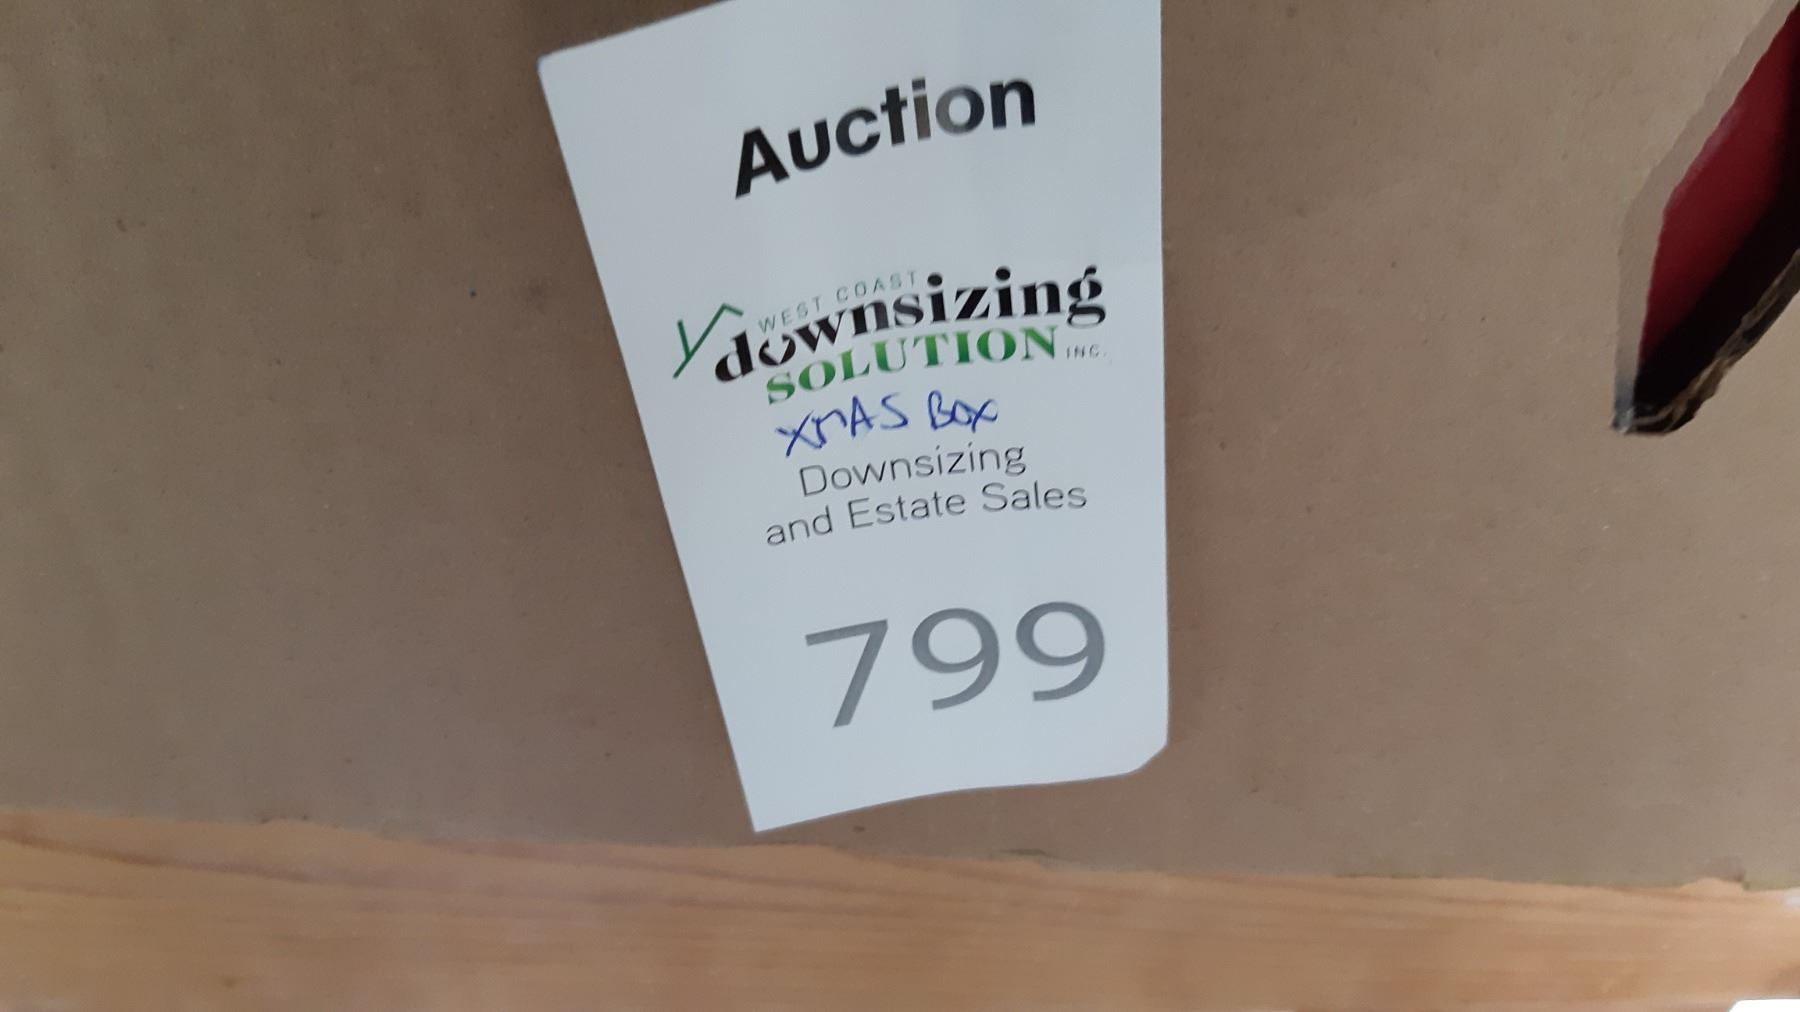 Auction
WEST COAST
downsizing
SOLUTION INC.
XMAS BOX
Downsizing
and Estate Sales
799